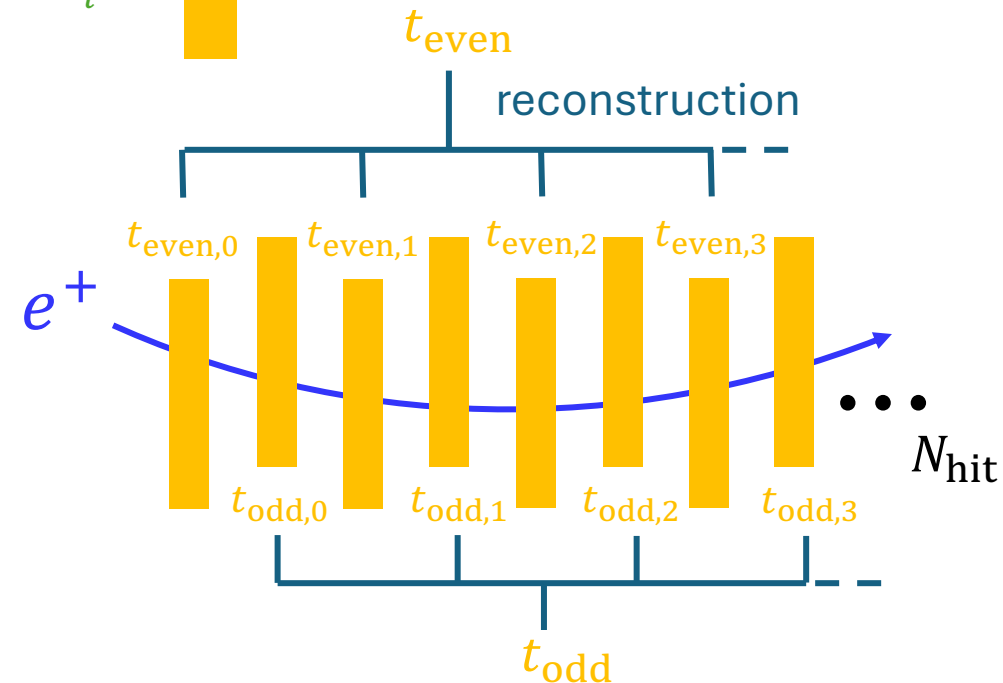 t
t_even
reconstruction
t_even,0 t_even,1 t_even,2 t_even,3
e⁺
N_hit
t_odd,0 t_odd,1 t_odd,2 t_odd,3
t_odd